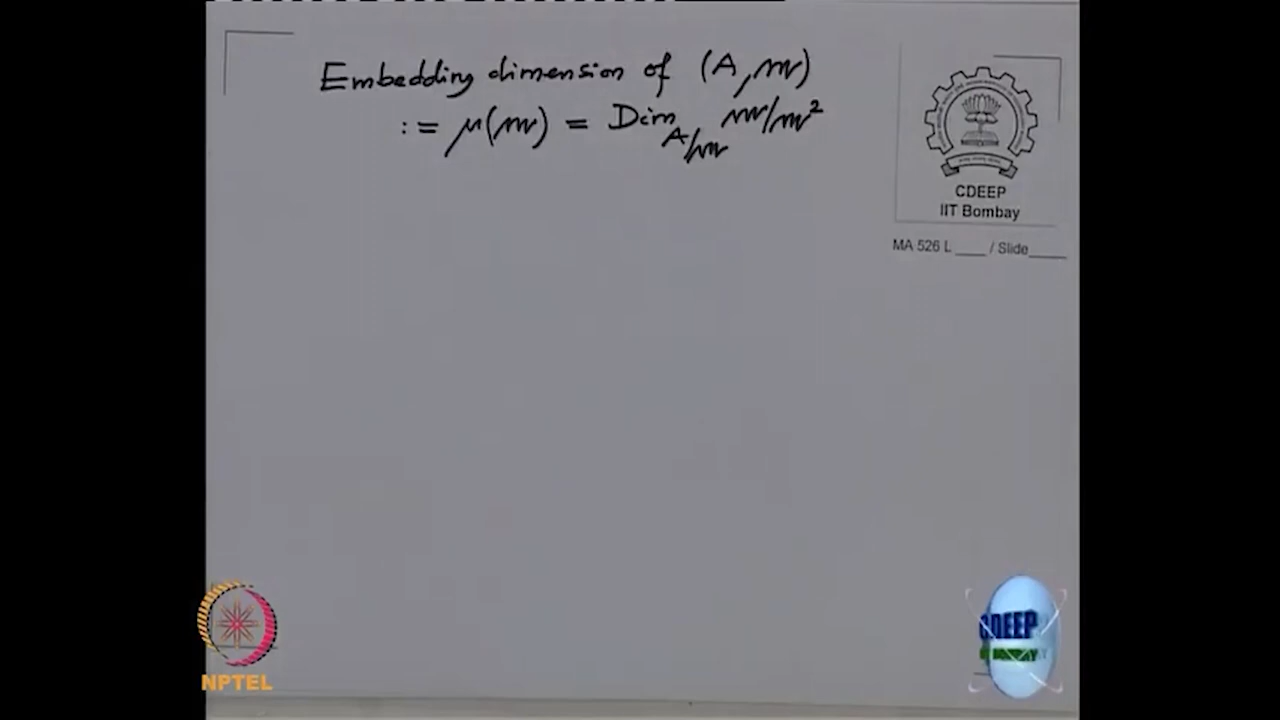 Embedding dimension of (A, 𝔪)
:= μ(𝔪) = Dim_{A/𝔪} 𝔪/𝔪²
CDEEP
IIT Bombay
MA 526 L ____ / Slide____
NPTEL
CDEEP